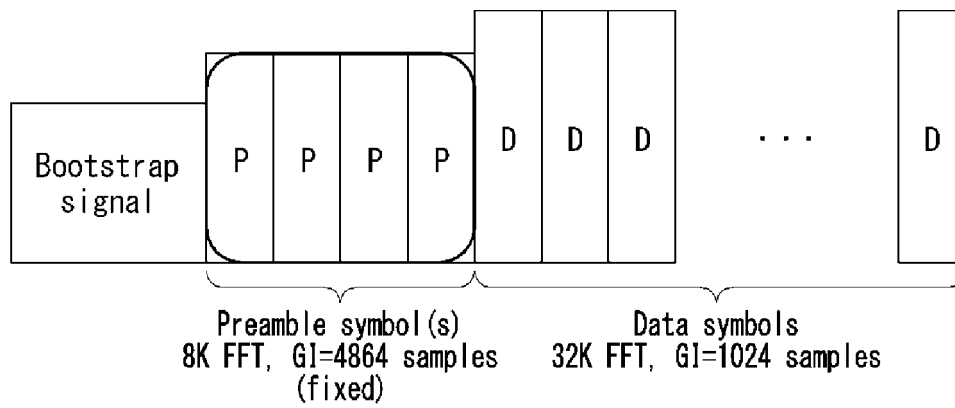 Bootstrap
signal
P P P P D D D · · · D
Preamble symbol(s)
8K FFT, GI=4864 samples
(fixed)
Data symbols
32K FFT, GI=1024 samples